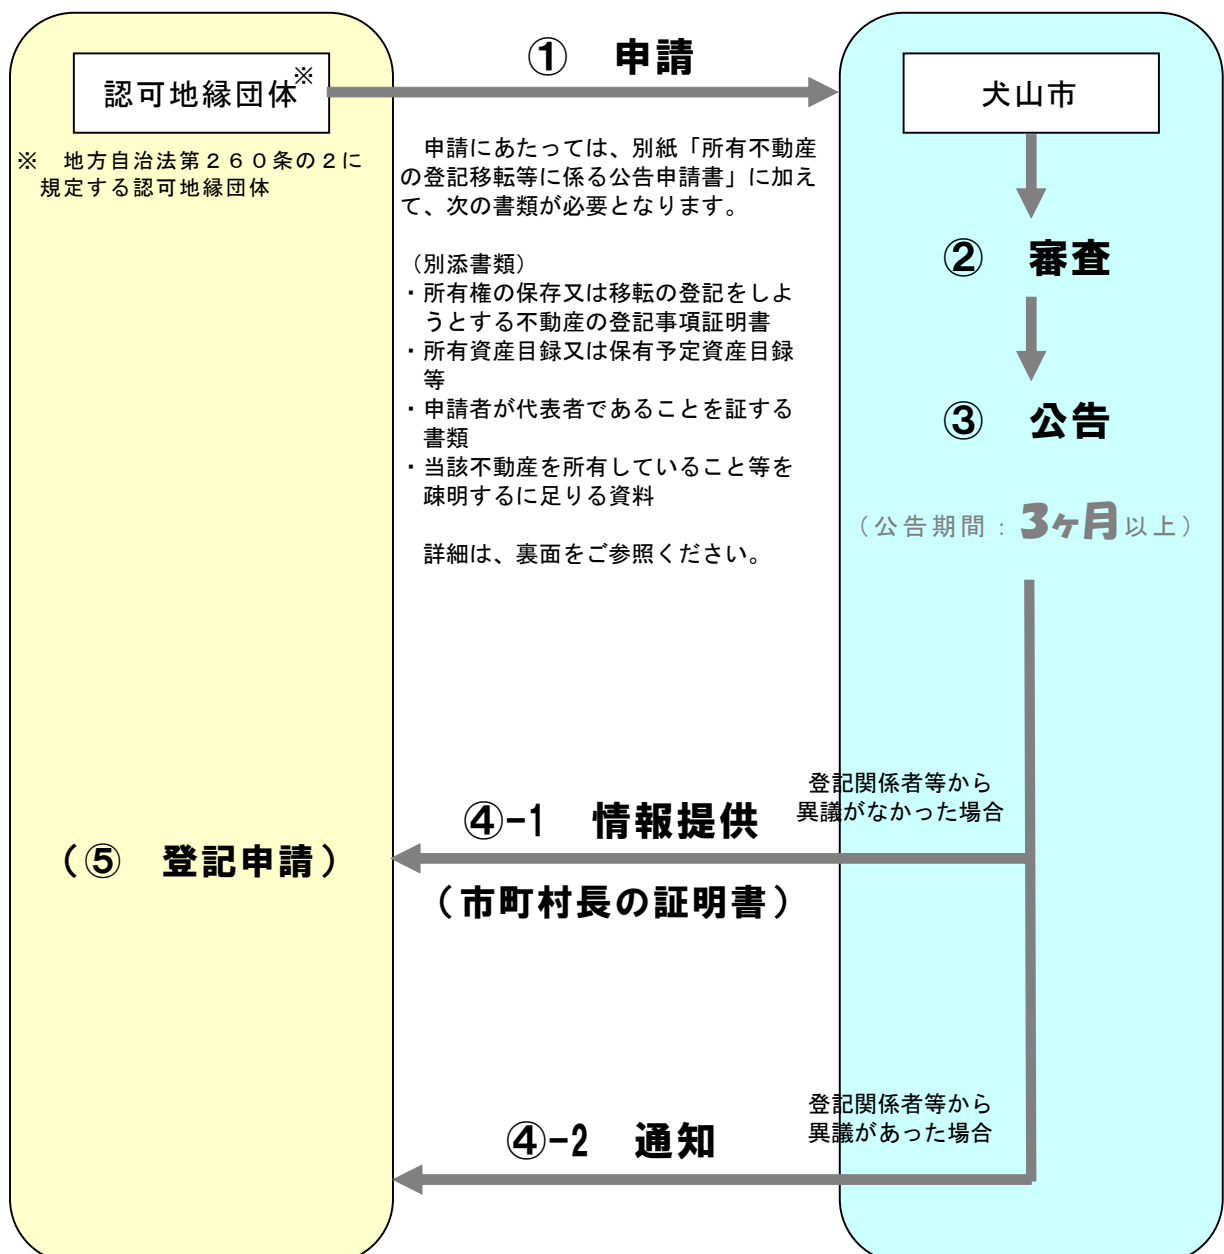 ① 申請
認可地縁団体※
犬山市
※ 地方自治法第２６０条の２に
規定する認可地縁団体
申請にあたっては、別紙「所有不動産
の登記移転等に係る公告申請書」に加え
て、次の書類が必要となります。
（別添書類）
・所有権の保存又は移転の登記をしよ
うとする不動産の登記事項証明書
・所有資産目録又は保有予定資産目録
等
・申請者が代表者であることを証する
書類
・当該不動産を所有していること等を
疎明するに足りる資料
詳細は、裏面をご参照ください。
② 審査
③ 公告
（公告期間：3ヶ月以上）
登記関係者等から
異議がなかった場合
④-1 情報提供
（市町村長の証明書）
（⑤ 登記申請）
登記関係者等から
異議があった場合
④-2 通知